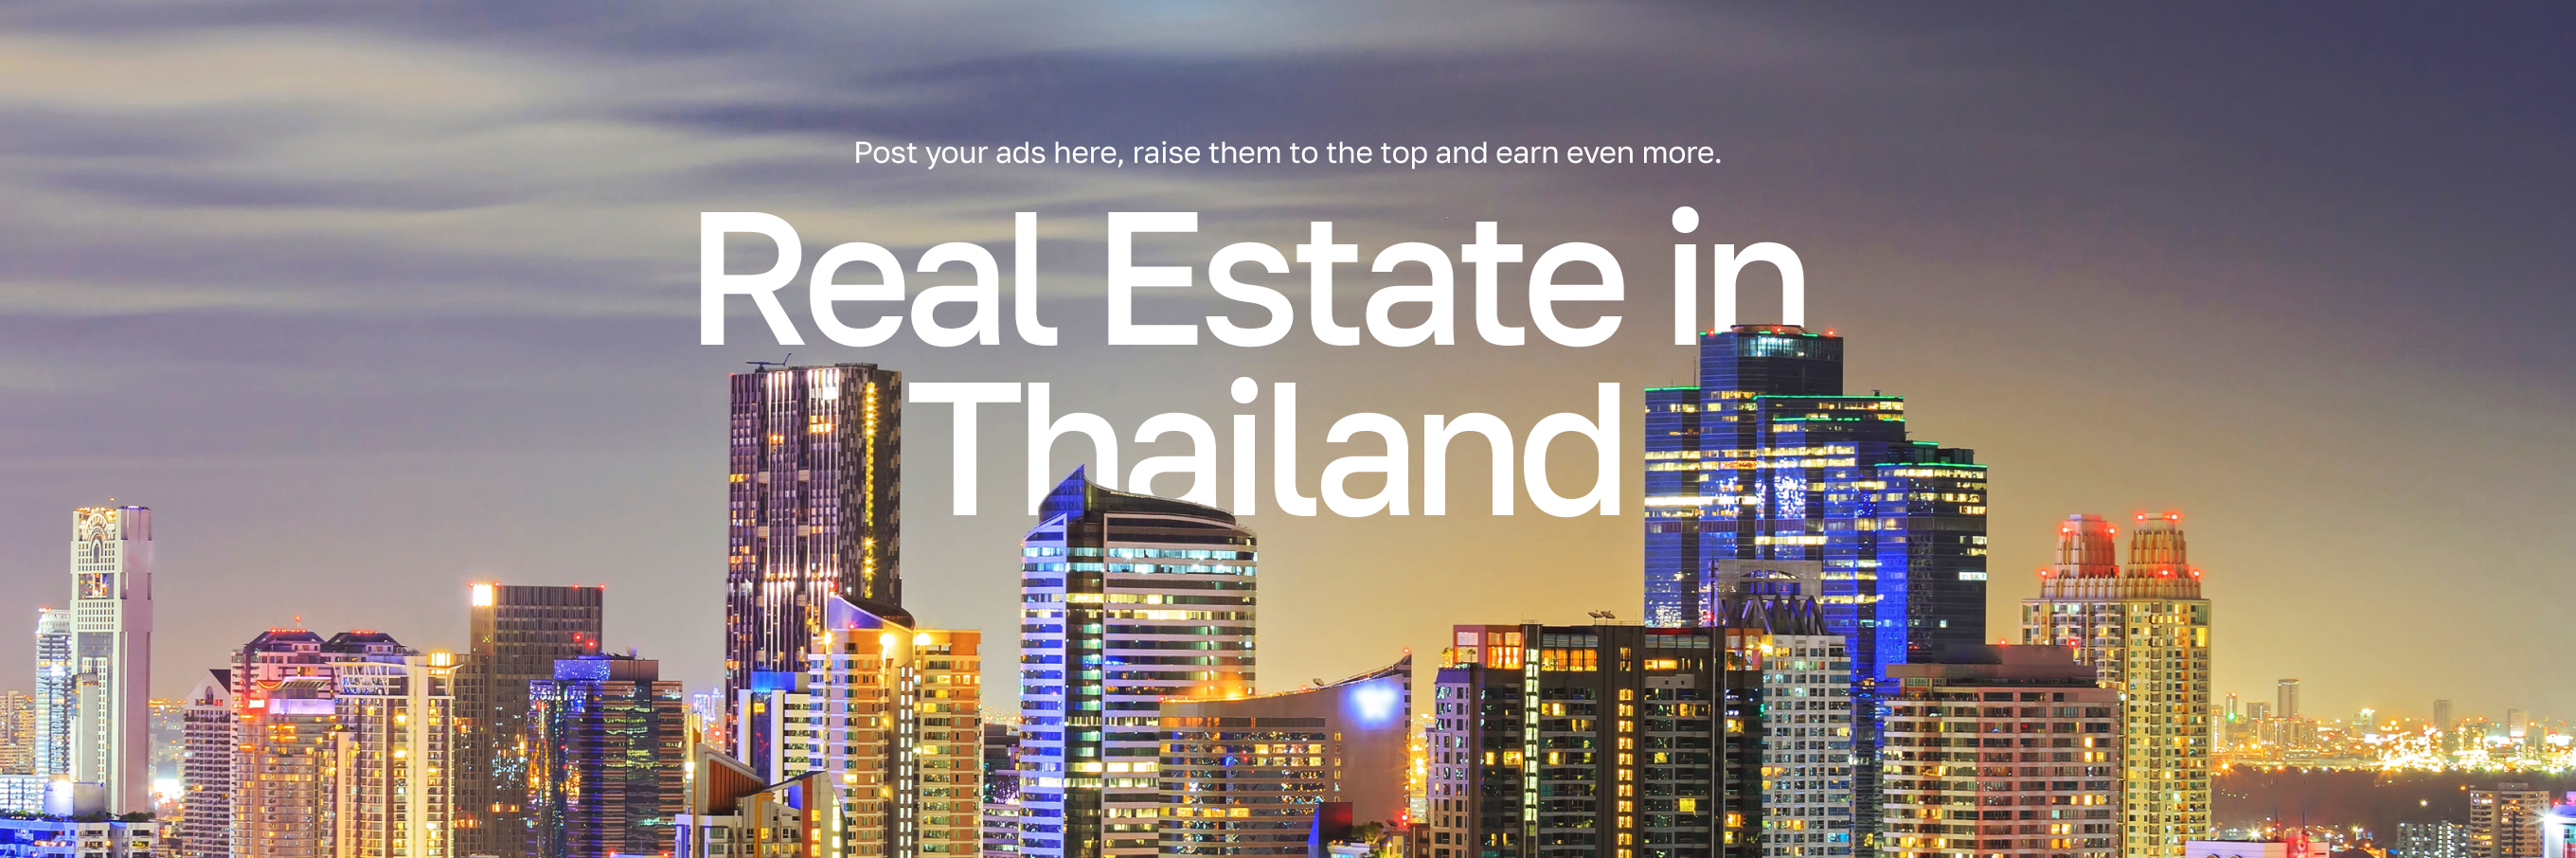 Post your ads here, raise them to the top and earn even more.
Real Estate in
Thailand